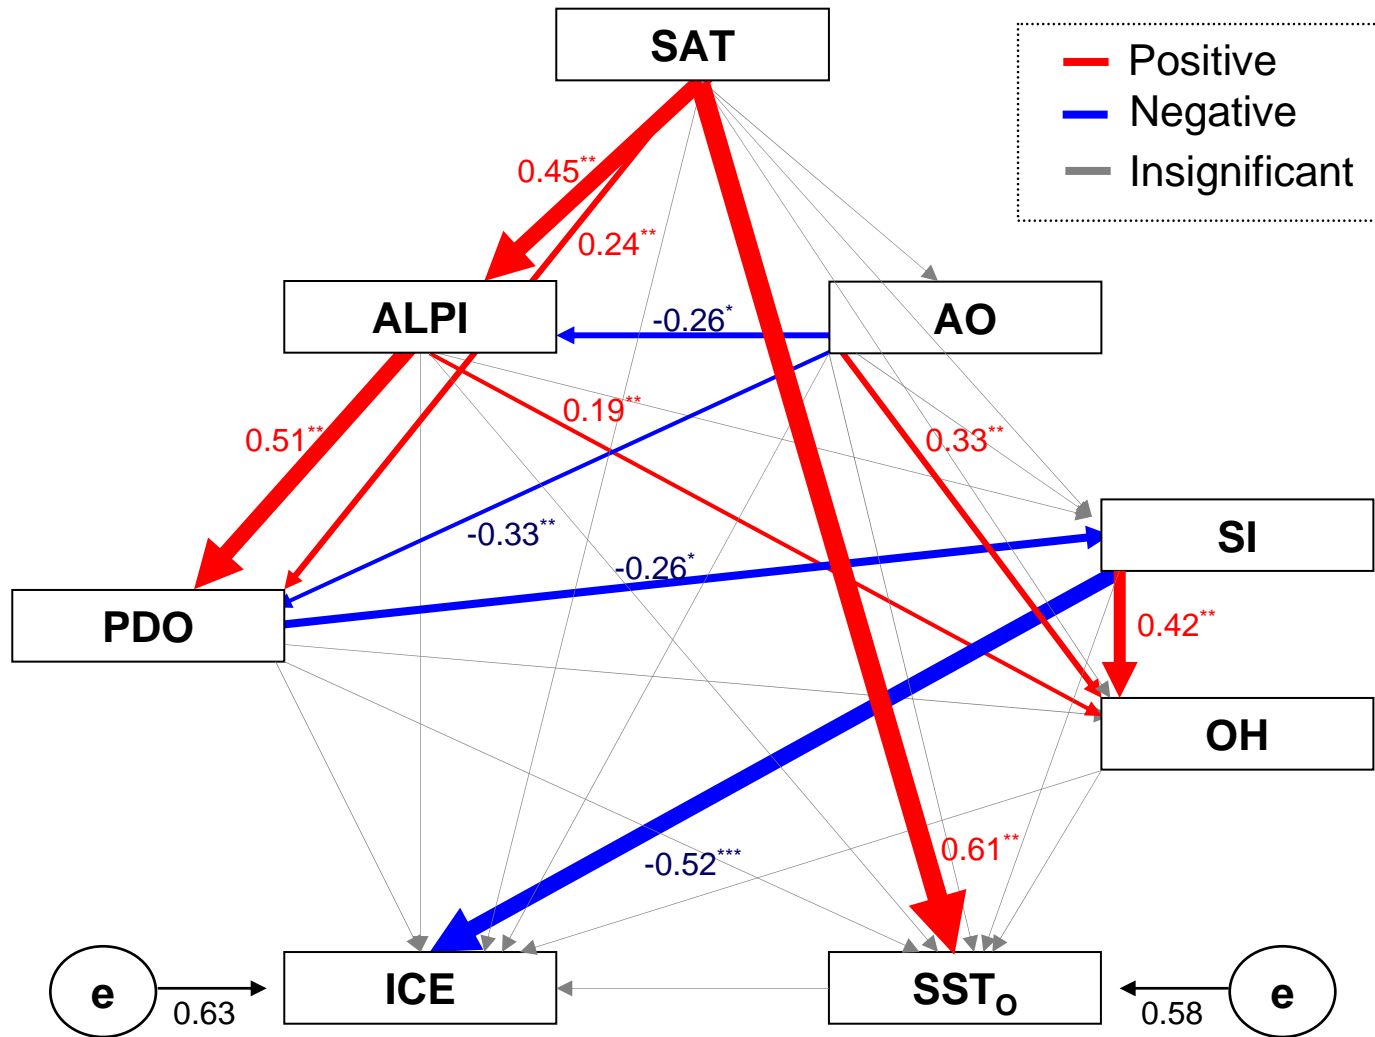 SAT
Positive
Negative
Insignificant
0.45**
0.24**
ALPI
-0.26*
AO
0.19**
0.51**
0.33**
-0.33**
-0.26*
SI
PDO
0.42**
OH
0.61**
-0.52***
e
0.63
ICE
SST_O
0.58
e